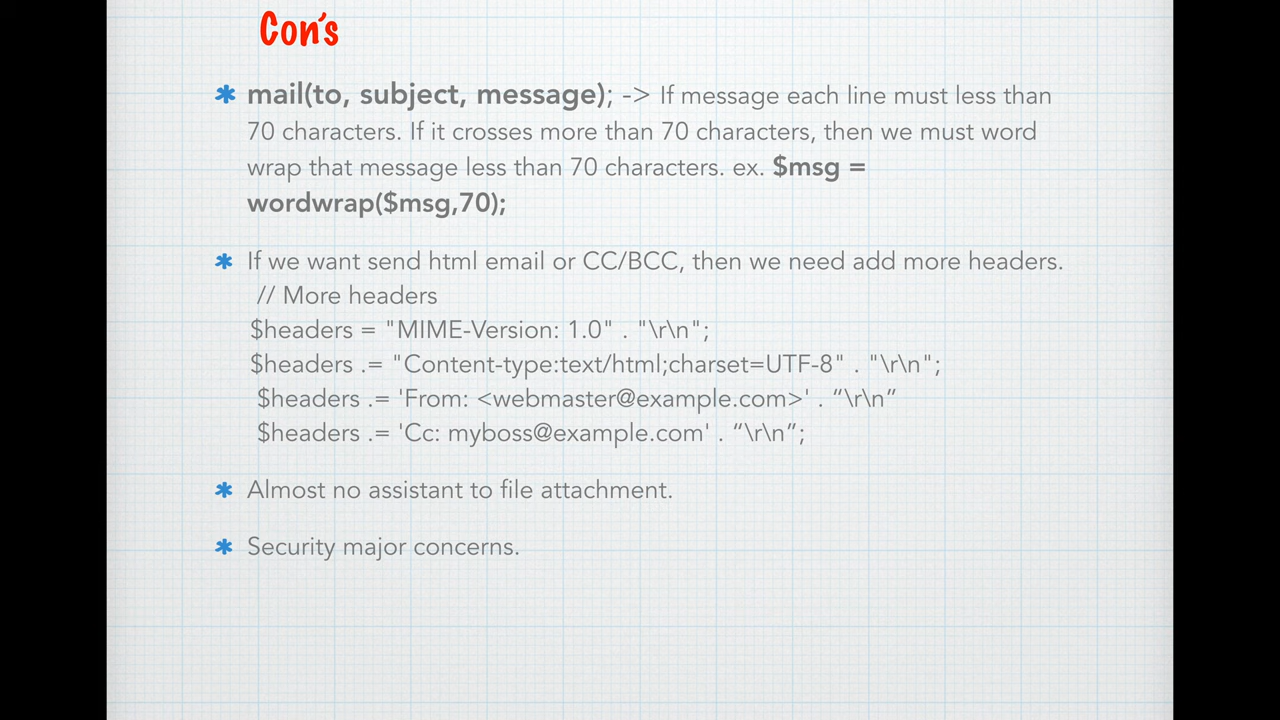 Con's
* mail(to, subject, message); -> If message each line must less than
70 characters. If it crosses more than 70 characters, then we must word
wrap that message less than 70 characters. ex. $msg =
wordwrap($msg,70);
* If we want send html email or CC/BCC, then we need add more headers.
// More headers
$headers = "MIME-Version: 1.0" . "\r\n";
$headers .= "Content-type:text/html;charset=UTF-8" . "\r\n";
$headers .= 'From: <webmaster@example.com>' . “\r\n”
$headers .= 'Cc: myboss@example.com' . “\r\n”;
* Almost no assistant to file attachment.
* Security major concerns.